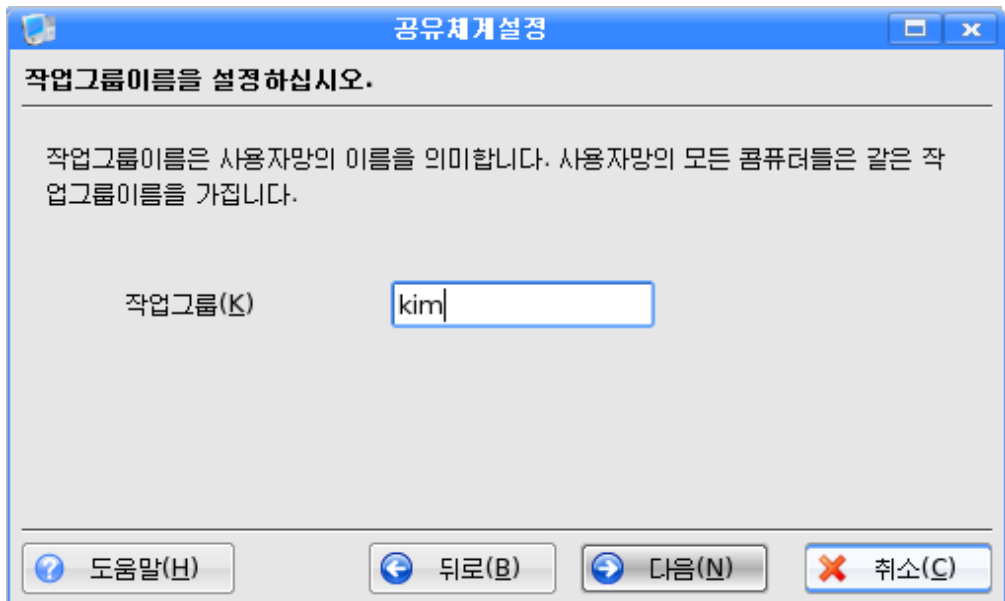 공유체계설정
작업그룹이름을 설정하십시오.
작업그룹이름은 사용자망의 이름을 의미합니다. 사용자망의 모든 콤퓨터들은 같은 작
업그룹이름을 가집니다.
작업그룹(K)
kim
도움말(H)
뒤로(B)
다음(N)
취소(C)